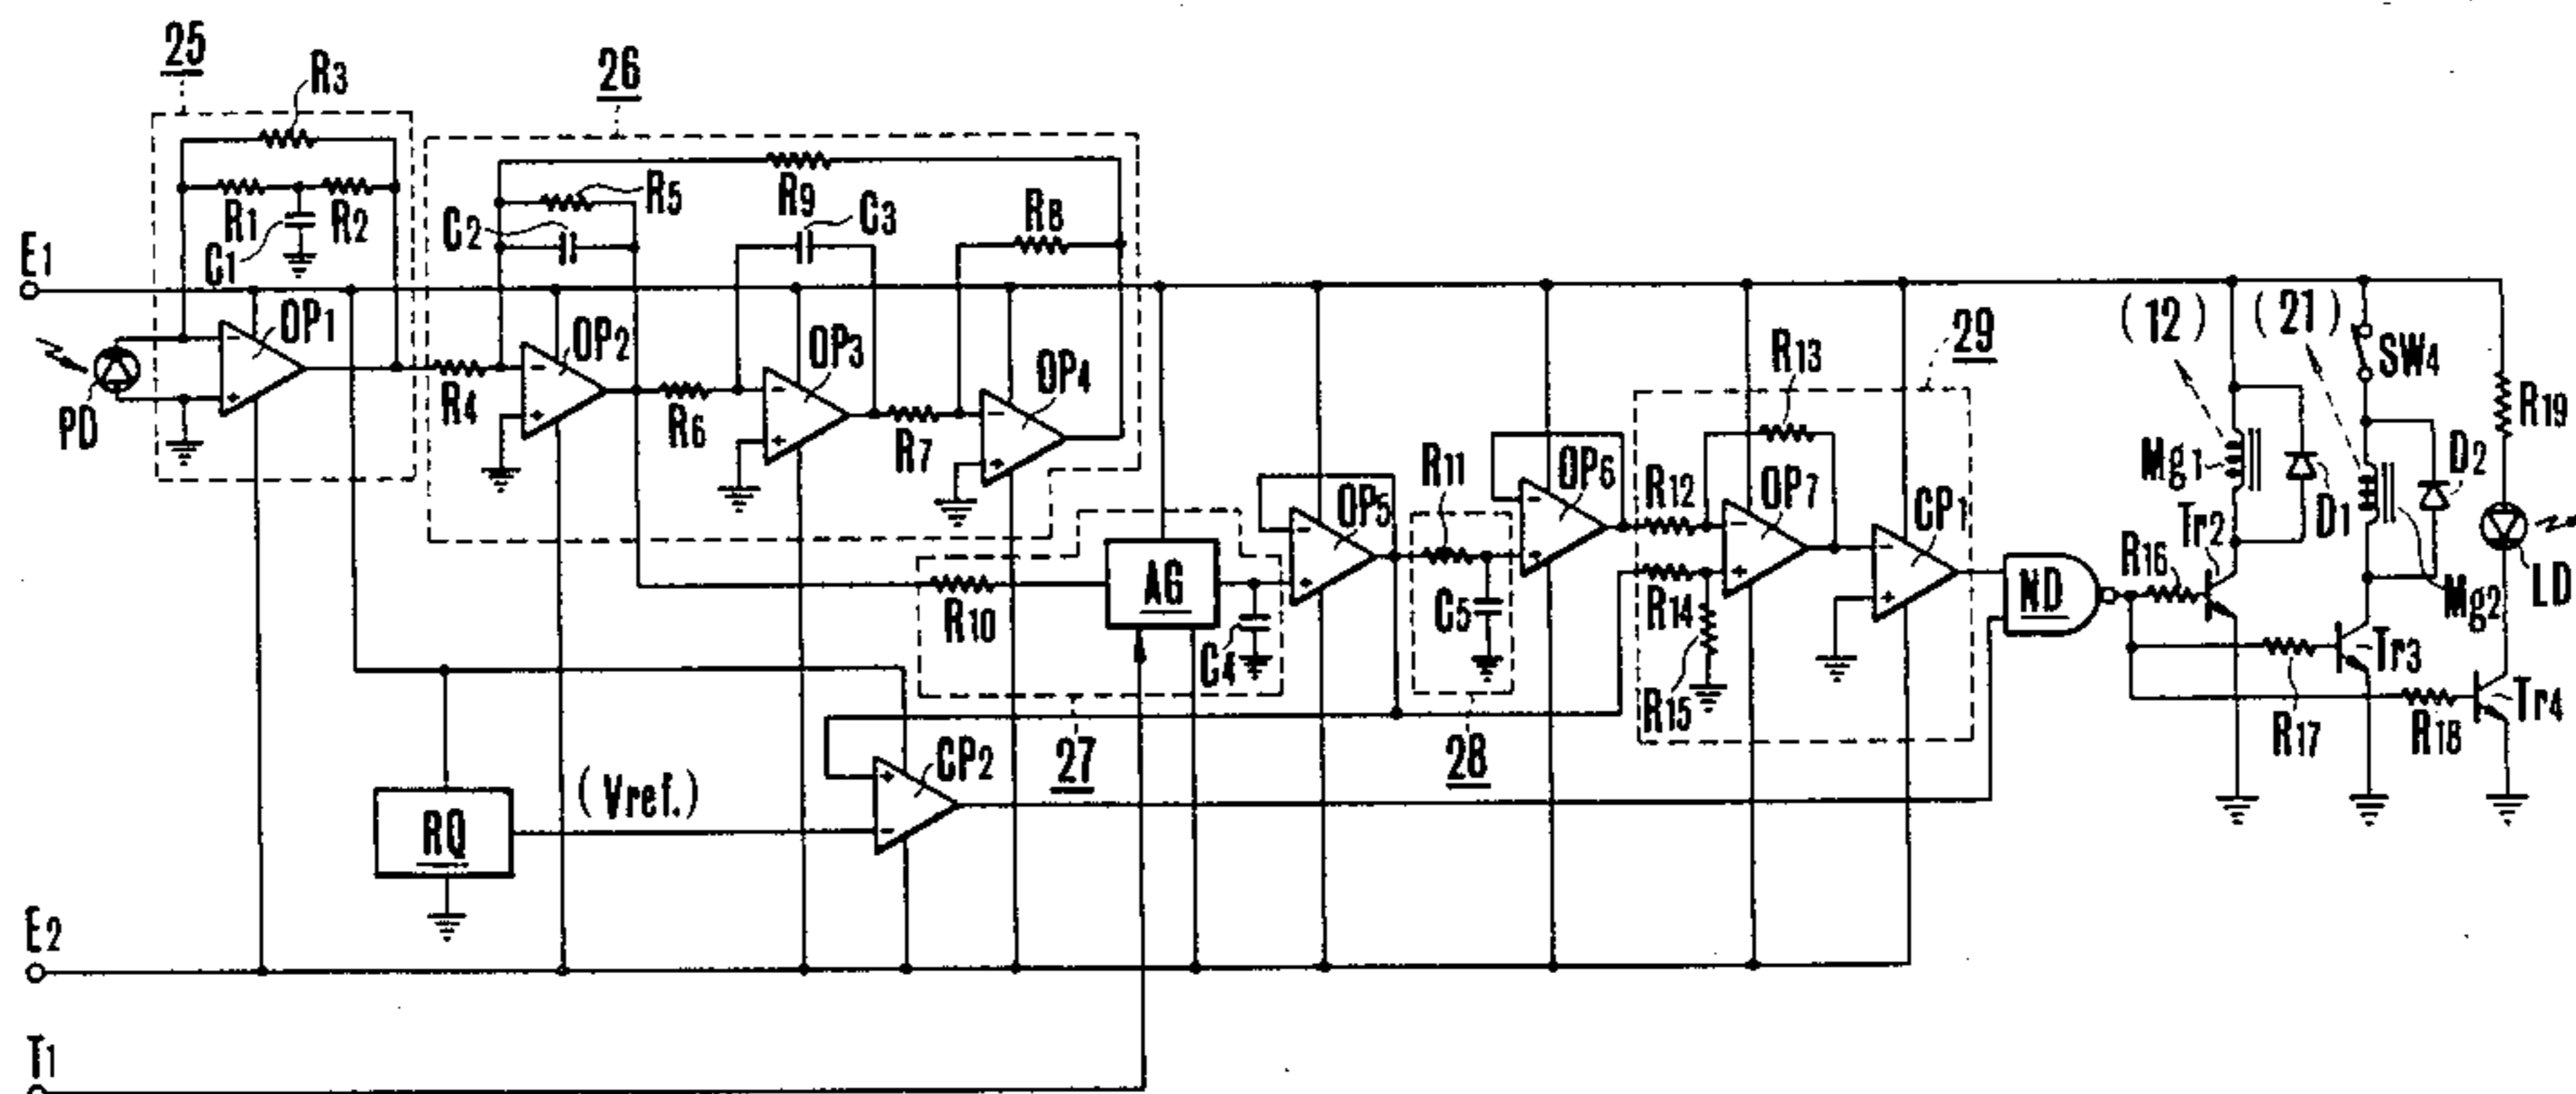 25
R3
26
R1
R2
C1
R9
R5
C2
C3
R8
E1
OP1
OP2
OP3
OP4
PD
R4
R6
R7
(12)
(21)
29
R13
SW4
R19
Mg1
D1
D2
Mg2
LD
Tr2
R11
OP5
OP6
R12
OP7
CP1
R14
R15
R16
ND
Tr3
R17
R18
Tr4
R10
AG
C4
C5
27
28
CP2
(Vref.)
RQ
E2
T1